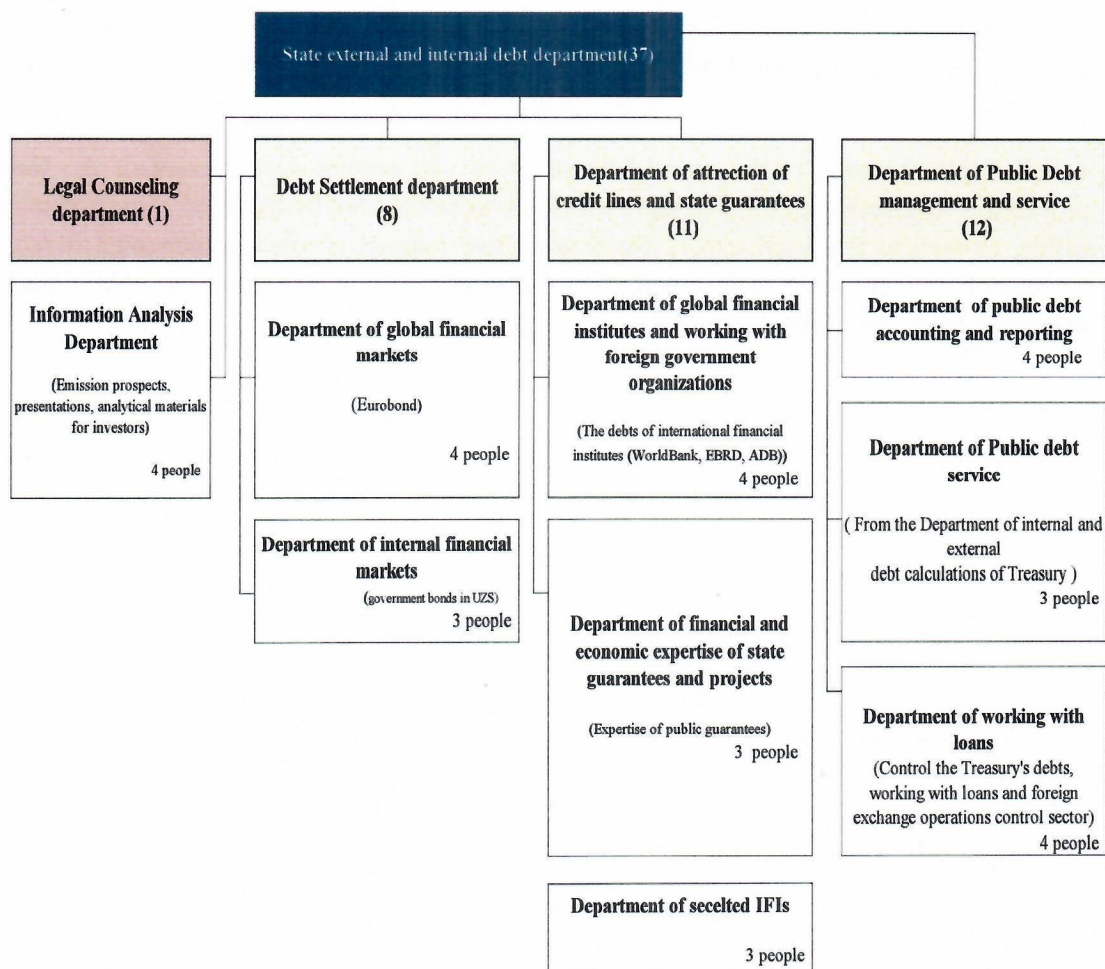 State external and internal debt department(37)
Legal Counseling
department (1)
Information Analysis
Department
(Emission prospects,
presentations, analytical materials
for investors)
4 people
Debt Settlement department
(8)
Department of global financial
markets
(Eurobond)
4 people
Department of internal financial
markets
(government bonds in UZS)
3 people
Department of attrection of
credit lines and state guarantees
(11)
Department of global financial
institutes and working with
foreign government
organizations
(The debts of international financial
institutes (WorldBank, EBRD, ADB))
4 people
Department of financial and
economic expertise of state
guarantees and projects
(Expertise of public guarantees)
3 people
Department of secelted IFIs
3 people
Department of Public Debt
management and service
(12)
Department of public debt
accounting and reporting
4 people
Department of Public debt
service
( From the Department of internal and
external
debt calculations of Treasury )
3 people
Department of working with
loans
(Control the Treasury's debts,
working with loans and foreign
exchange operations control sector)
4 people